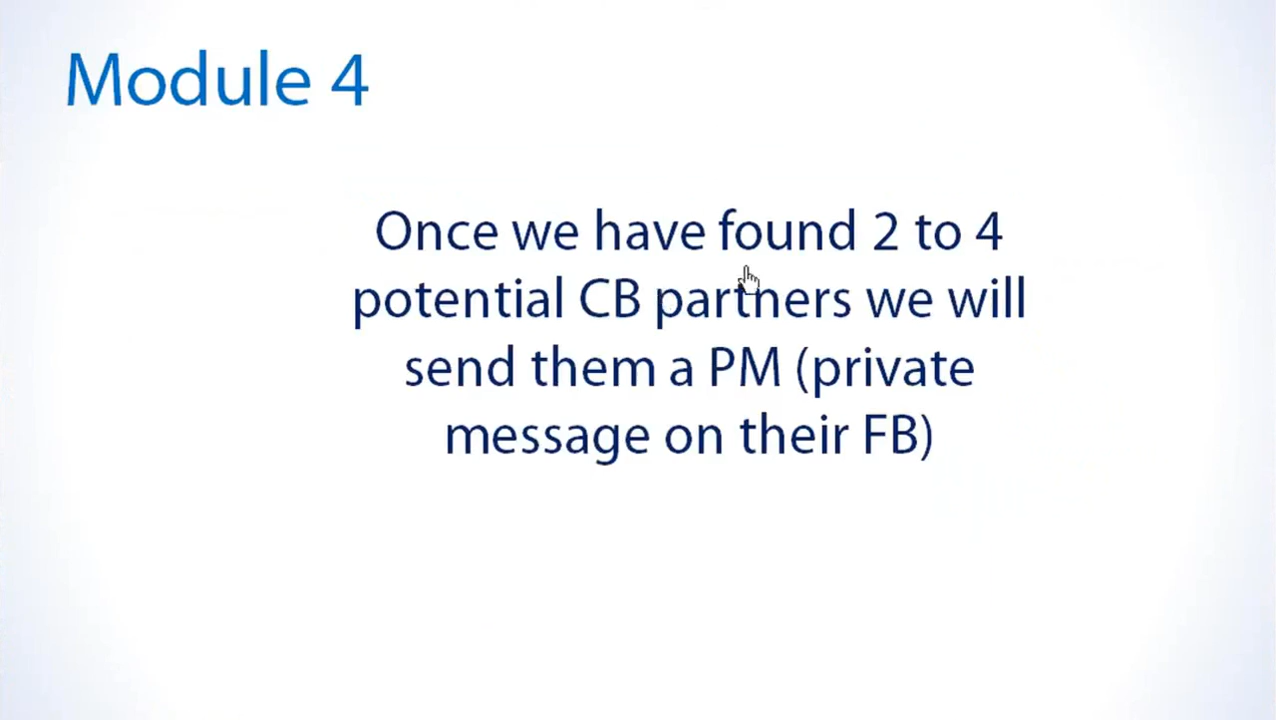 Module 4
Once we have found 2 to 4
potential CB partners we will
send them a PM (private
message on their FB)